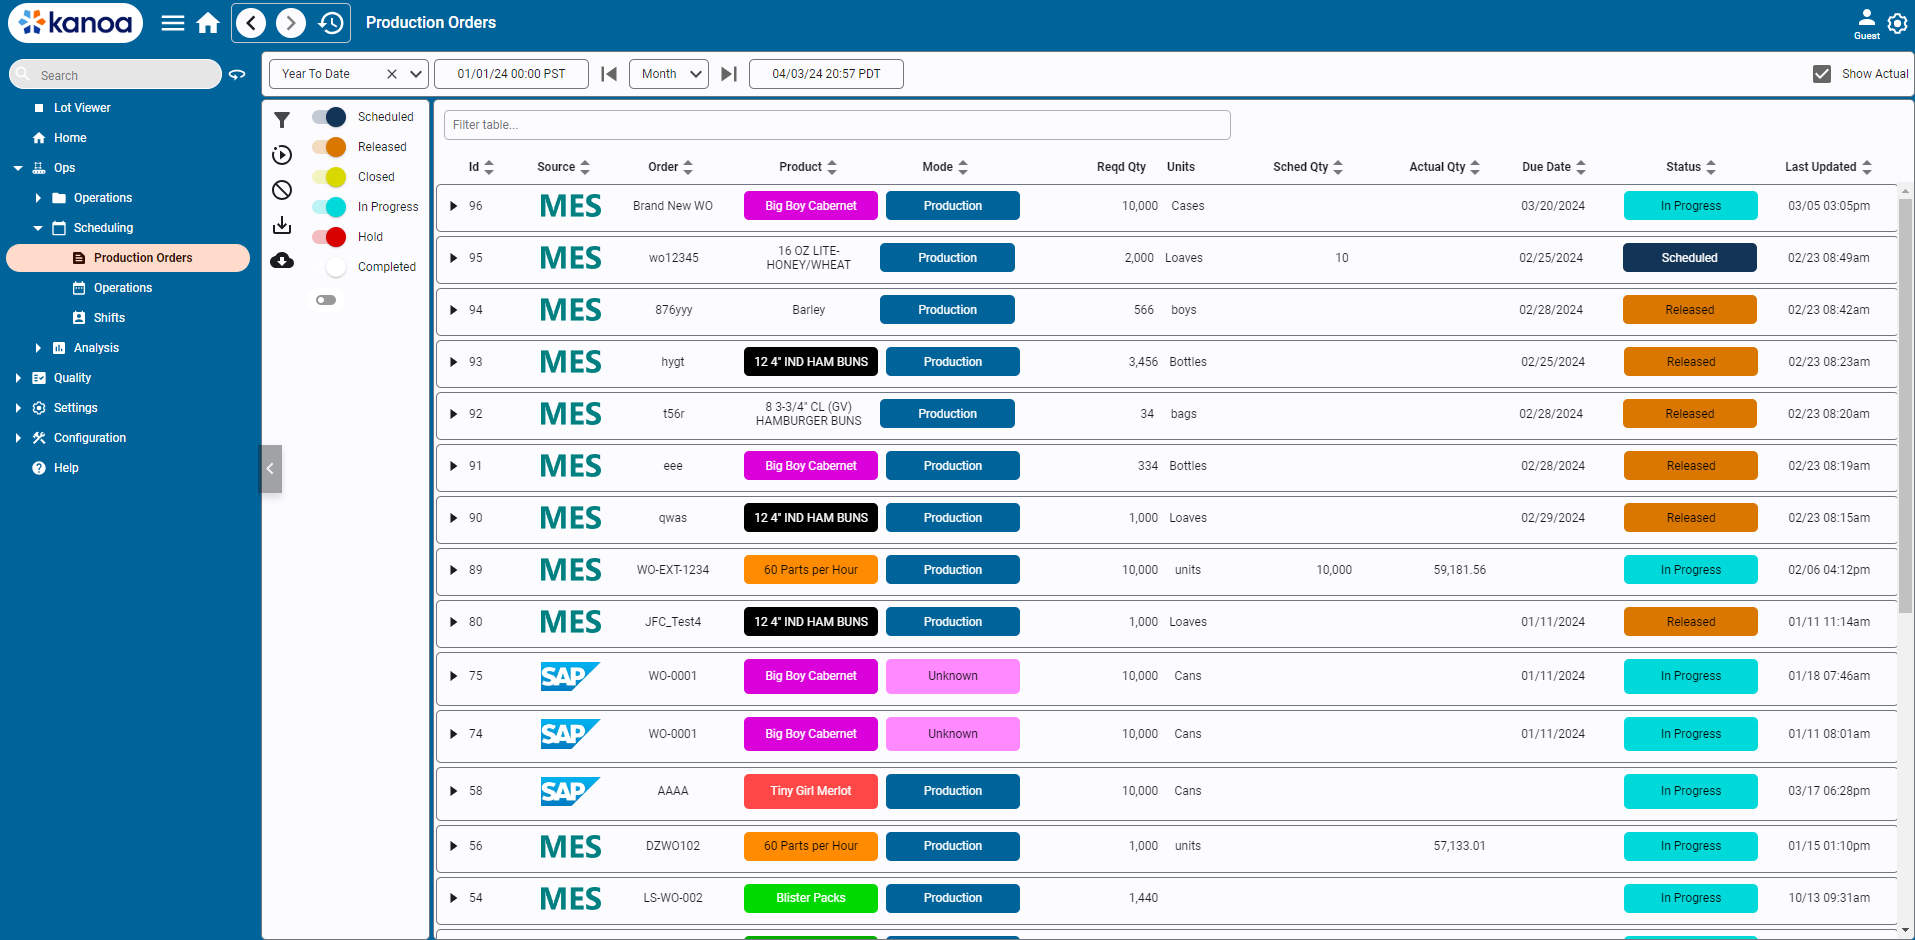 kanoa
Production Orders
Guest
Search
Year To Date
01/01/24 00:00 PST
Month
04/03/24 20:57 PDT
Show Actual
Lot Viewer
Home
Ops
Operations
Scheduling
Production Orders
Operations
Shifts
Analysis
Quality
Settings
Configuration
Help
Scheduled
Released
Closed
In Progress
Hold
Completed
Filter table...
Id Source Order Product Mode Reqd Qty Units Sched Qty Actual Qty Due Date Status Last Updated
96 MES Brand New WO Big Boy Cabernet Production 10,000 Cases 03/20/2024 In Progress 03/05 03:05pm
95 MES wo12345 16 OZ LITE-
HONEY/WHEAT Production 2,000 Loaves 10 02/25/2024 Scheduled 02/23 08:49am
94 MES 876yyy Barley Production 566 boys 02/28/2024 Released 02/23 08:42am
93 MES hygt 12 4" IND HAM BUNS Production 3,456 Bottles 02/25/2024 Released 02/23 08:23am
92 MES t56r 8 3-3/4" CL (GV)
HAMBURGER BUNS Production 34 bags 02/28/2024 Released 02/23 08:20am
91 MES eee Big Boy Cabernet Production 334 Bottles 02/28/2024 Released 02/23 08:19am
90 MES qwas 12 4" IND HAM BUNS Production 1,000 Loaves 02/29/2024 Released 02/23 08:15am
89 MES WO-EXT-1234 60 Parts per Hour Production 10,000 units 10,000 59,181.56 In Progress 02/06 04:12pm
80 MES JFC_Test4 12 4" IND HAM BUNS Production 1,000 Loaves 01/11/2024 Released 01/11 11:14am
75 SAP WO-0001 Big Boy Cabernet Unknown 10,000 Cans 01/11/2024 In Progress 01/18 07:46am
74 SAP WO-0001 Big Boy Cabernet Unknown 10,000 Cans 01/11/2024 In Progress 01/11 08:01am
58 SAP AAAA Tiny Girl Merlot Production 10,000 Cans In Progress 03/17 06:28pm
56 MES DZWO102 60 Parts per Hour Production 1,000 units 57,133.01 In Progress 01/15 01:10pm
54 MES LS-WO-002 Blister Packs Production 1,440 In Progress 10/13 09:31am